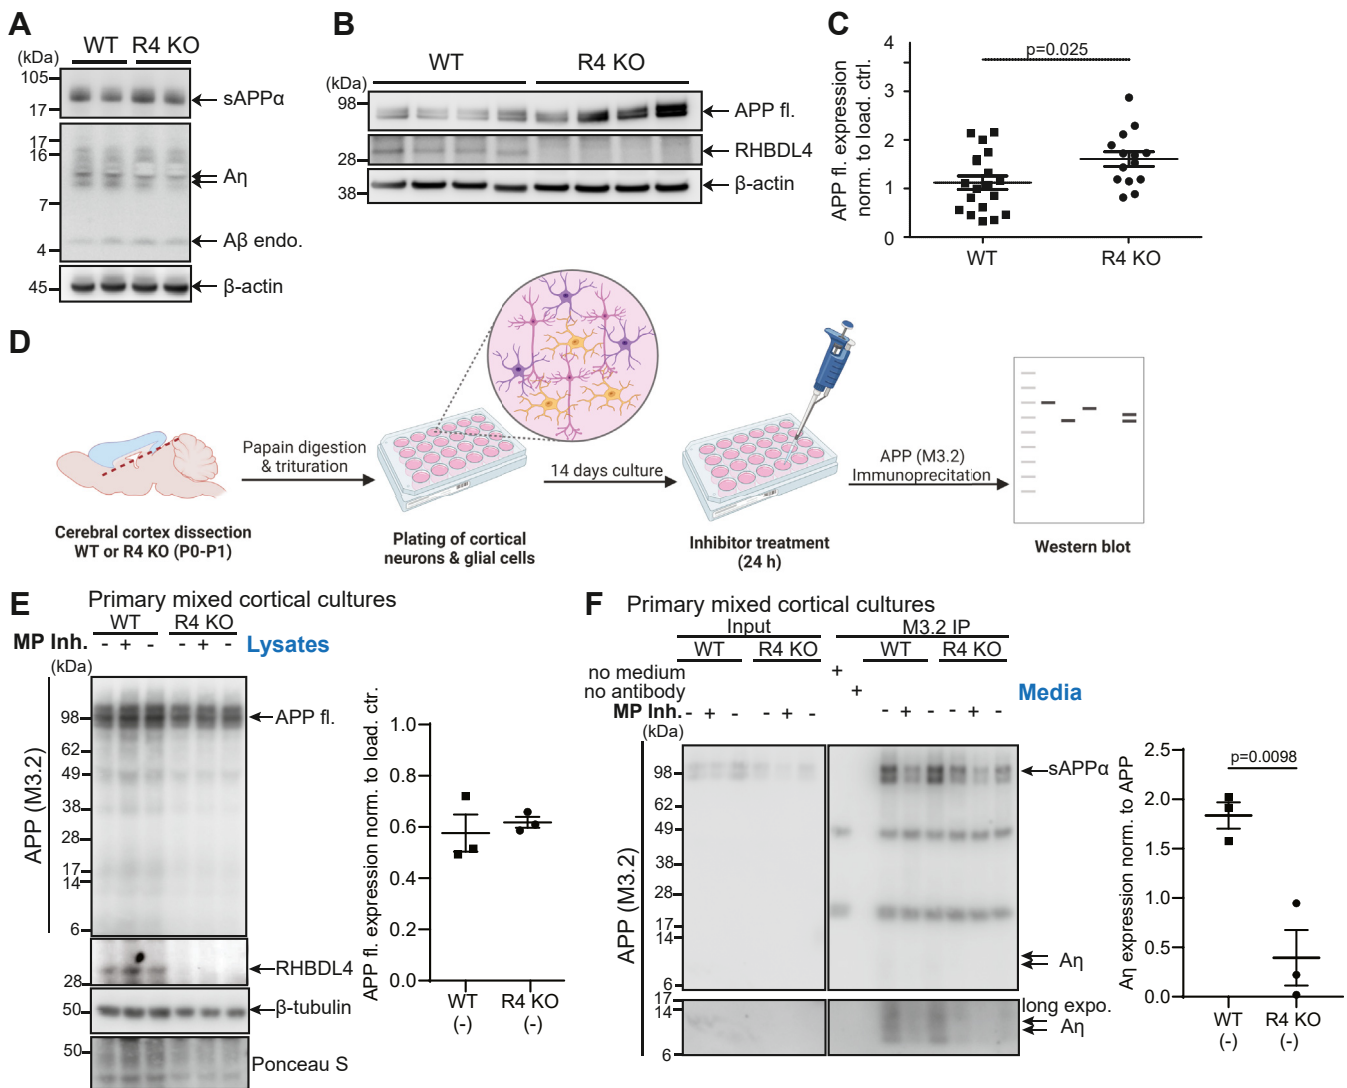 A
WT R4 KO
(kDa)
105
17
sAPPα
17
16
7
4
Aη
Aβ endo.
45
β-actin
B
WT R4 KO
(kDa)
98
APP fl.
28
RHBDL4
38
β-actin
C
APP fl. expression
norm. to load. ctrl.
4
3
2
1
0
p=0.025
WT R4 KO
D
Cerebral cortex dissection
WT or R4 KO (P0-P1)
Papain digestion
& trituration
Plating of cortical
neurons & glial cells
14 days culture
Inhibitor treatment
(24 h)
APP (M3.2)
Immunoprecitation
Western blot
E Primary mixed cortical cultures
WT R4 KO
MP Inh. - + - - + - Lysates
(kDa)
APP (M3.2)
98
62
49
38
28
17
14
6
APP fl.
28
RHBDL4
50
β-tubulin
50
Ponceau S
APP fl. expression norm. to load. ctr.
1.0
0.8
0.6
0.4
0.2
0.0
WT R4 KO
(-) (-)
F Primary mixed cortical cultures
Input M3.2 IP
WT R4 KO WT R4 KO
no medium +
no antibody +
Media
MP Inh. - + - - + - - + - - + -
(kDa)
APP (M3.2)
98
62
49
38
28
17
14
6
sAPPα
Aη
17
14
6
long expo.
Aη
Aη expression norm. to APP
2.5
2.0
1.5
1.0
0.5
0.0
p=0.0098
WT R4 KO
(-) (-)